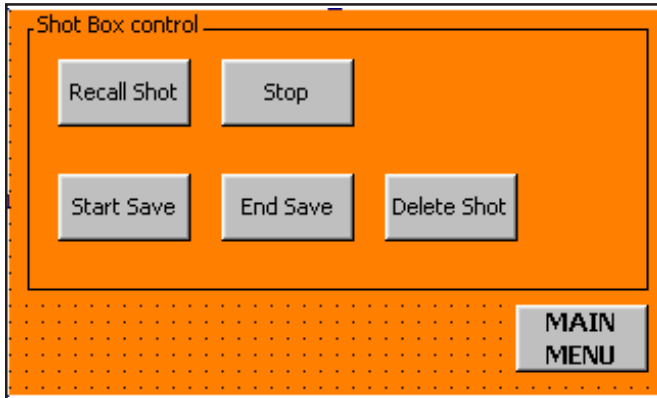 Shot Box control
Recall Shot
Stop
Start Save
End Save
Delete Shot
MAIN
MENU